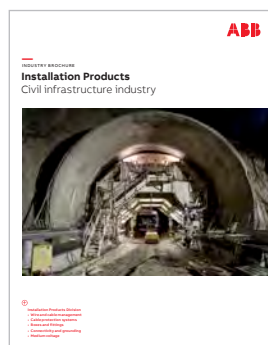 ABB
INDUSTRY BROCHURE
Installation Products
Civil infrastructure industry
Installation Products Division
- Wire and cable management
- Cable protection systems
- Boxes and fittings
- Connectivity and grounding
- Medium voltage